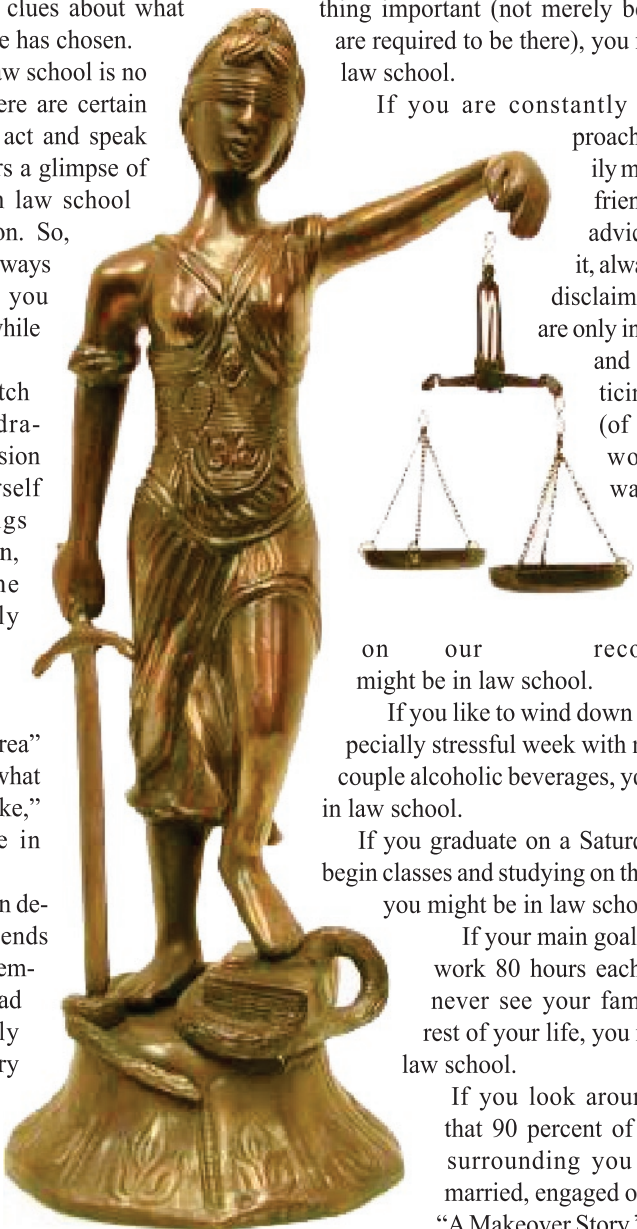 clues about what
e has chosen.
aw school is no
ere are certain
act and speak
rs a glimpse of
n law school
on. So,
ways
you
while
tch
dra-
sion
rself
ngs
n,
ne
ly
rea”
what
ke,”
e in
n de-
ends
em-
ad
ly
ry
thing important (not merely be
are required to be there), you
law school.
If you are constantly
proach
ily m
frien
advic
it, alwa
disclaim
are only in
and
ticin
(of
wo
wa
on our reco
might be in law school.
If you like to wind down
pecially stressful week with
couple alcoholic beverages, yo
in law school.
If you graduate on a Saturd
begin classes and studying on th
you might be in law schoo
If your main goal
work 80 hours each
never see your fam
rest of your life, you
law school.
If you look aroun
that 90 percent of
surrounding you
married, engaged o
“A Makeover Story i